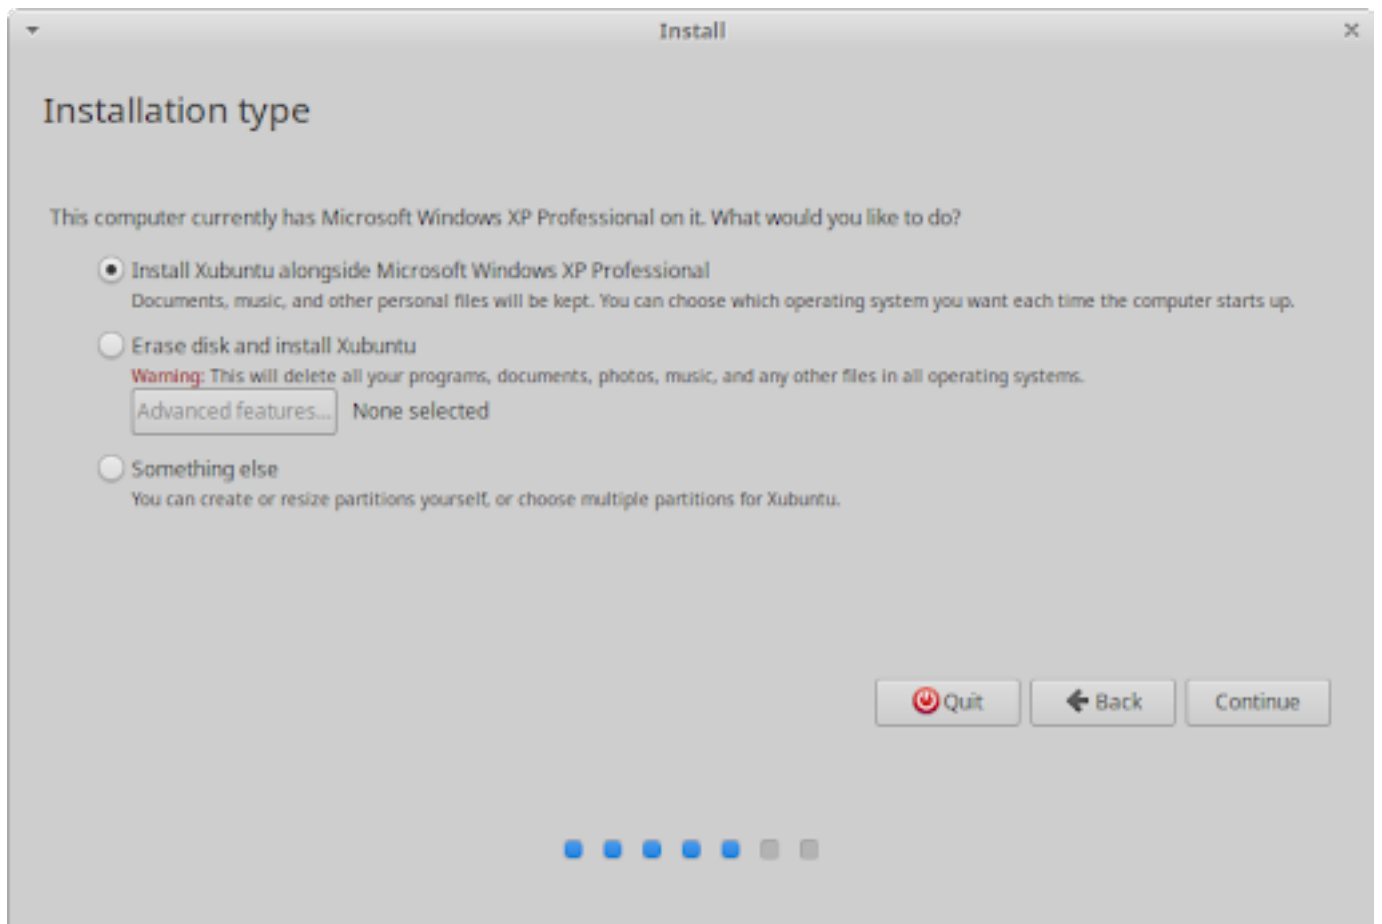 Install
Installation type
This computer currently has Microsoft Windows XP Professional on it. What would you like to do?
Install Xubuntu alongside Microsoft Windows XP Professional
Documents, music, and other personal files will be kept. You can choose which operating system you want each time the computer starts up.
Erase disk and install Xubuntu
Warning: This will delete all your programs, documents, photos, music, and any other files in all operating systems.
Advanced features... None selected
Something else
You can create or resize partitions yourself, or choose multiple partitions for Xubuntu.
Quit Back Continue